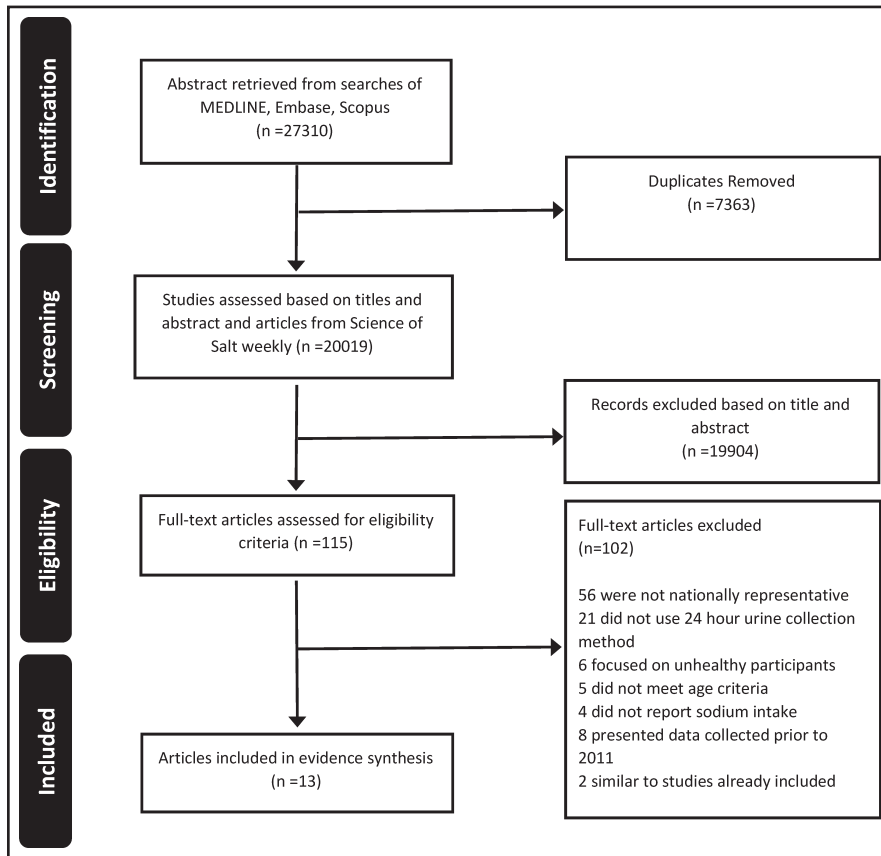 Identification
Abstract retrieved from searches of
MEDLINE, Embase, Scopus
(n =27310)
Duplicates Removed
(n =7363)
Screening
Studies assessed based on titles and
abstract and articles from Science of
Salt weekly (n =20019)
Records excluded based on title and
abstract
(n =19904)
Eligibility
Full-text articles assessed for eligibility
criteria (n =115)
Full-text articles excluded
(n=102)
56 were not nationally representative
21 did not use 24 hour urine collection
method
6 focused on unhealthy participants
5 did not meet age criteria
4 did not report sodium intake
8 presented data collected prior to
2011
2 similar to studies already included
Included
Articles included in evidence synthesis
(n =13)